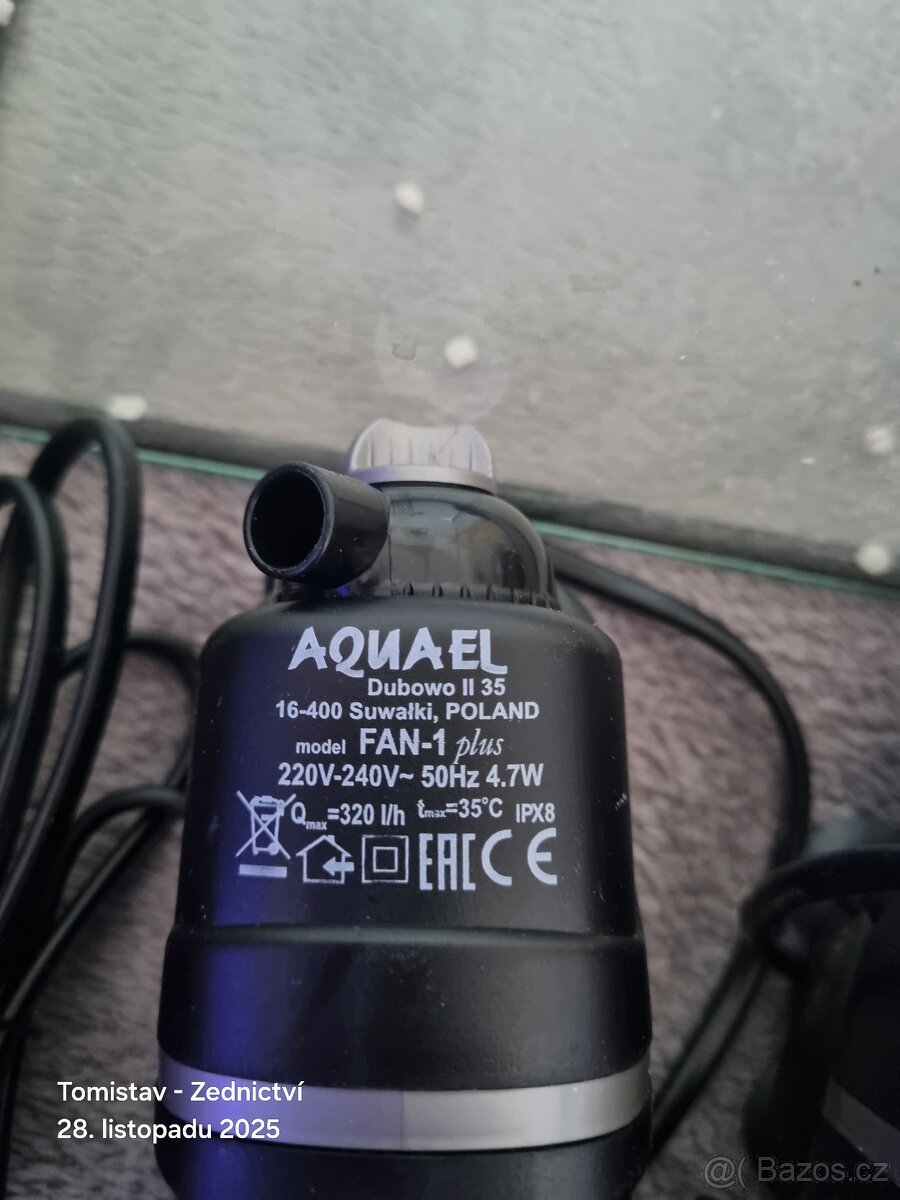 AQUAEL
Dubowo II 35
16-400 Suwałki, POLAND
model FAN-1 plus
220V-240V~ 50Hz 4.7W
Qmax=320 l/h tmax=35°C IPX8
EAC CE
Tomistav - Zednictví
28. listopadu 2025
@( Bazos.cz